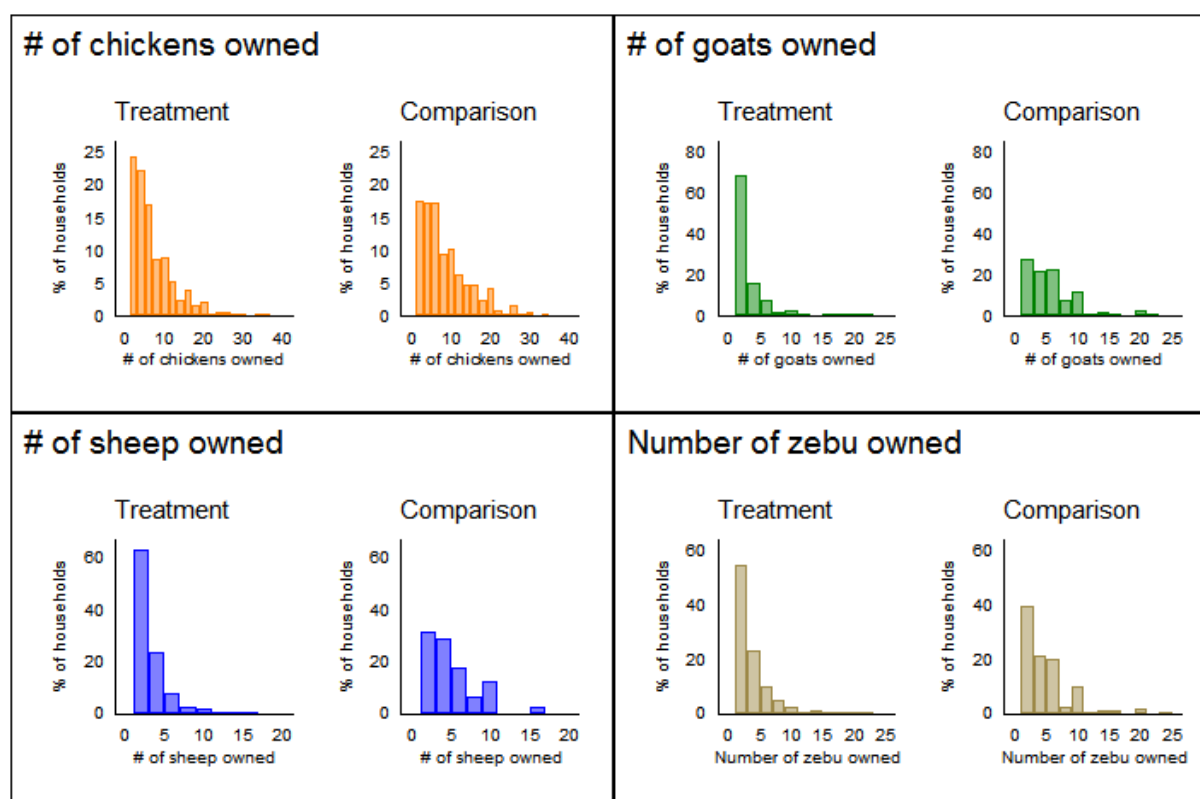 # of chickens owned
Treatment
Comparison
% of households
25
20
15
10
5
0
0 10 20 30 40
# of chickens owned
% of households
25
20
15
10
5
0
0 10 20 30 40
# of chickens owned
# of goats owned
Treatment
Comparison
% of households
80
60
40
20
0
0 5 10 15 20 25
# of goats owned
% of households
80
60
40
20
0
0 5 10 15 20 25
# of goats owned
# of sheep owned
Treatment
Comparison
% of households
60
40
20
0
0 5 10 15 20
# of sheep owned
% of households
60
40
20
0
0 5 10 15 20
# of sheep owned
Number of zebu owned
Treatment
Comparison
% of households
60
40
20
0
0 5 10 15 20 25
Number of zebu owned
% of households
60
40
20
0
0 5 10 15 20 25
Number of zebu owned